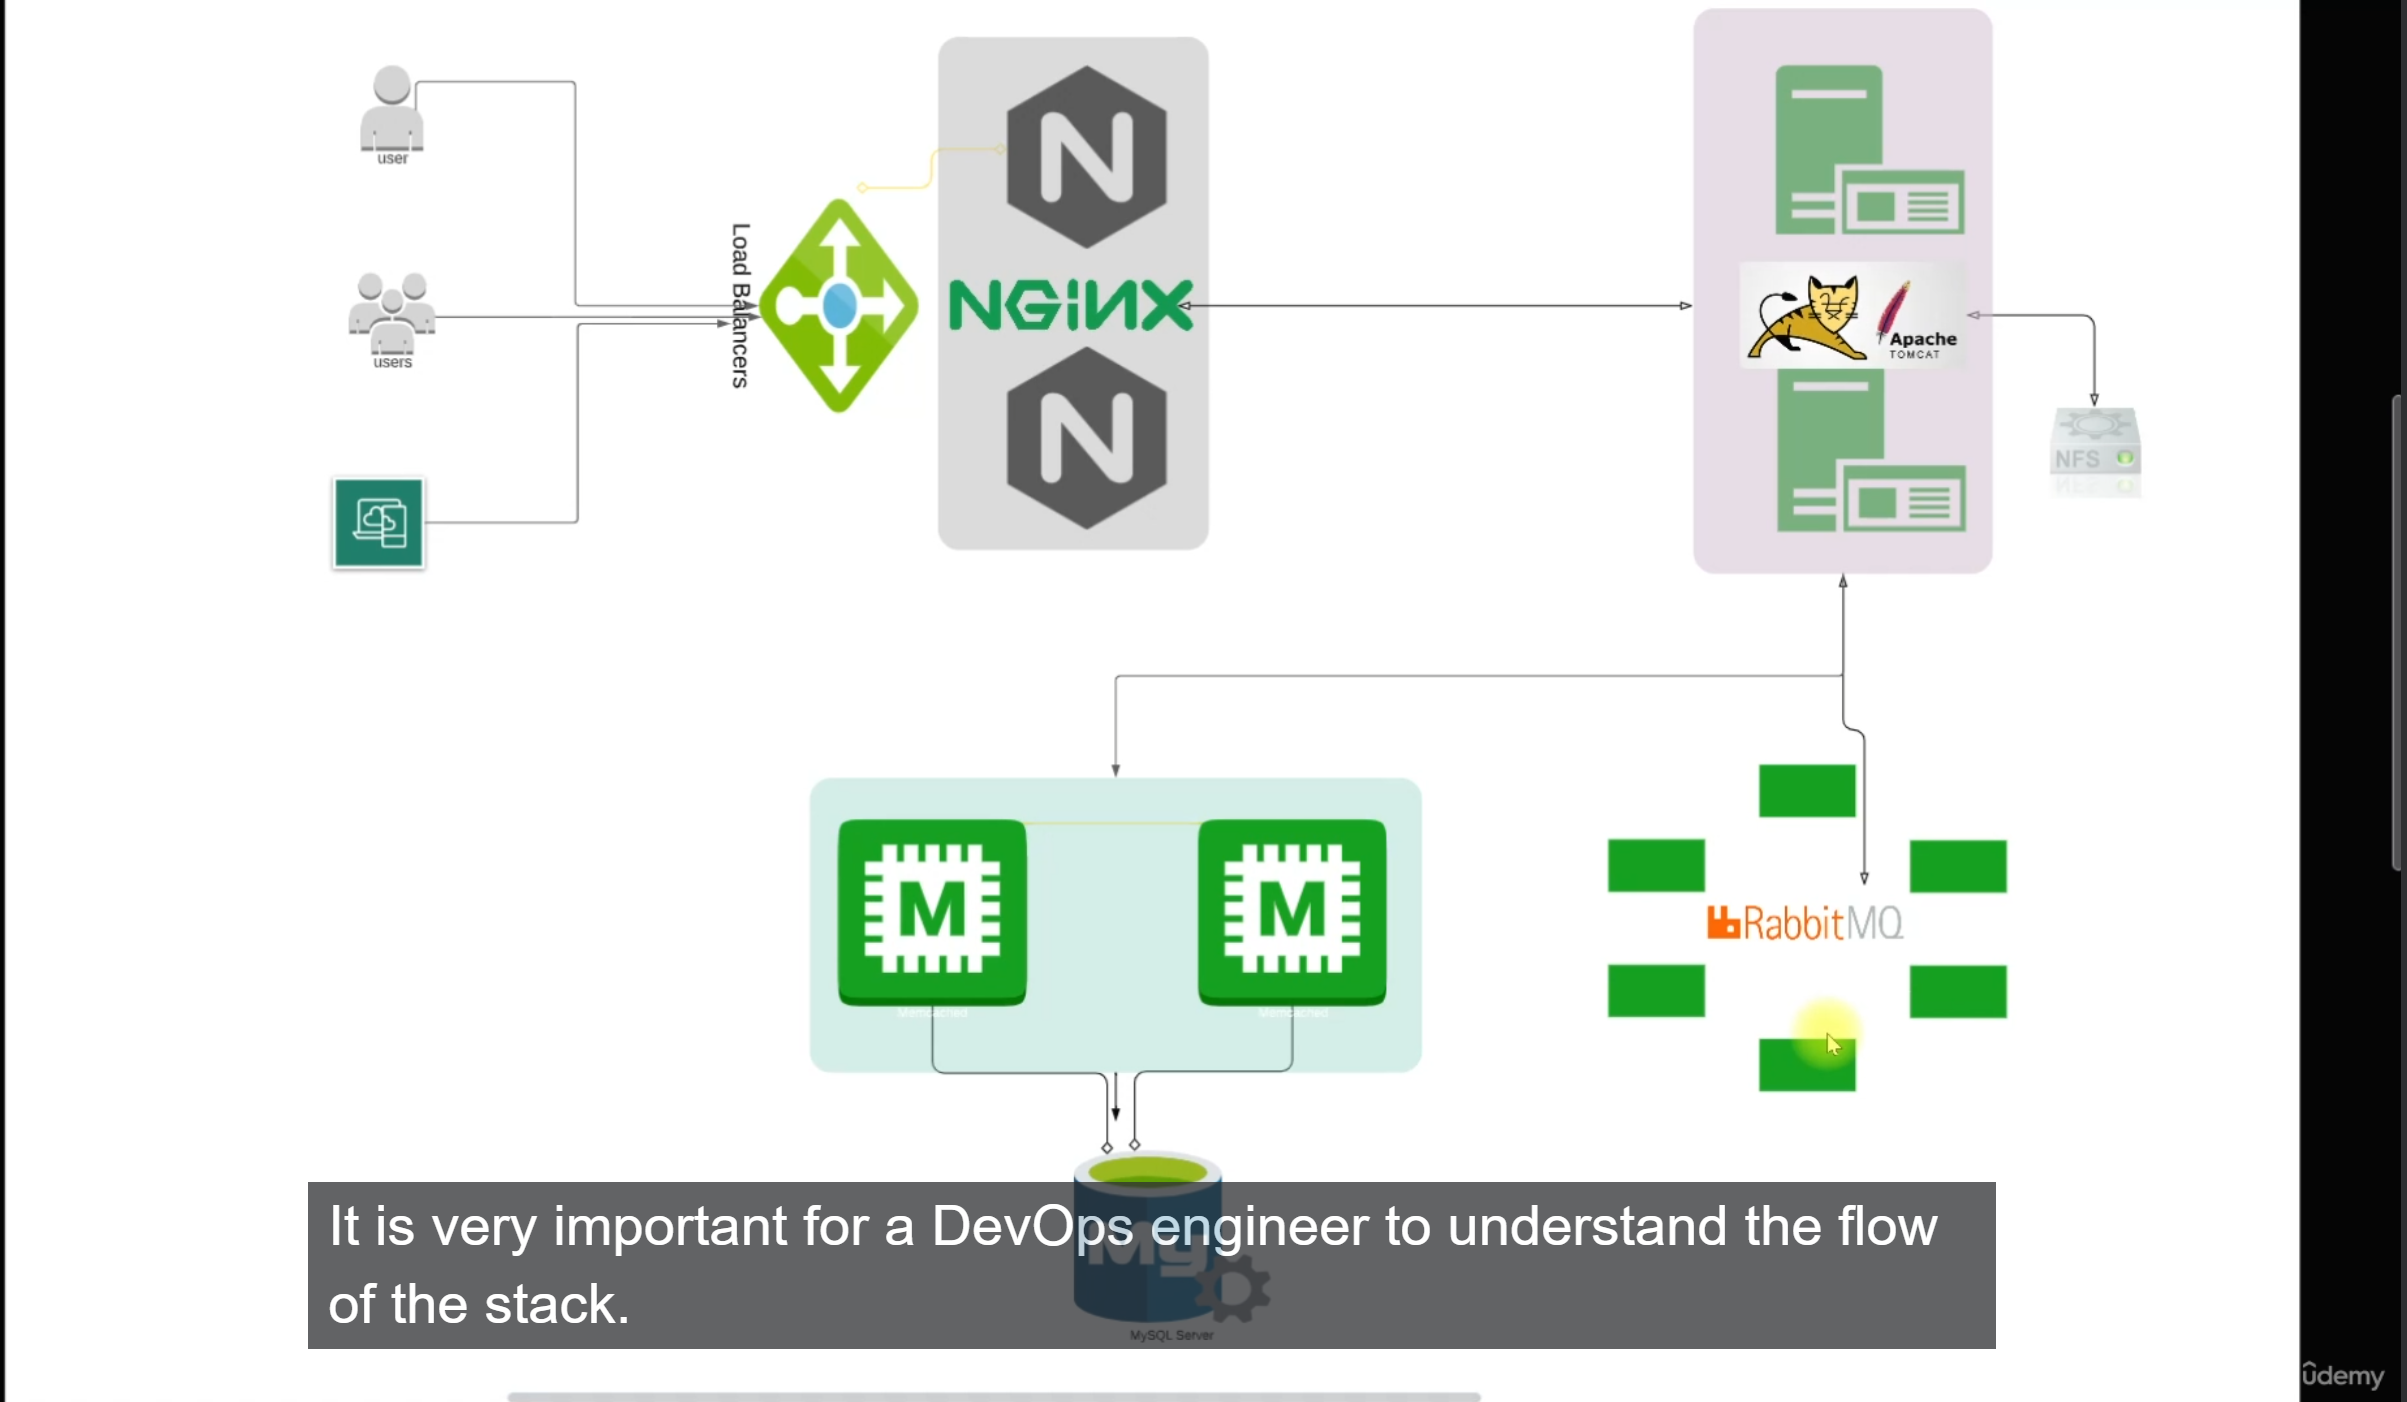 user
users
Load Balancers
N
NGiNX
N
Apache
TOMCAT
NFS
M
M
Memcached
Memcached
RabbitMQ
My
MySQL Server
It is very important for a DevOps engineer to understand the flow
of the stack.
ûdemy